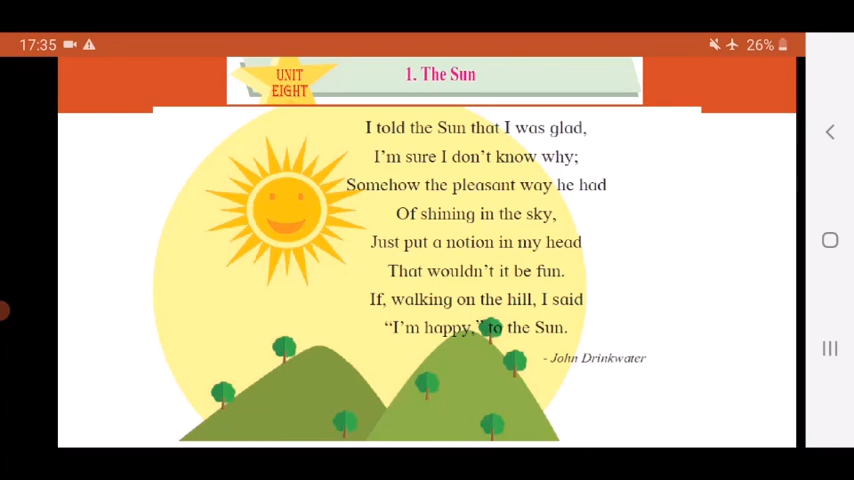 17:35
26%
UNIT
EIGHT
1. The Sun
I told the Sun that I was glad,
I'm sure I don't know why;
Somehow the pleasant way he had
Of shining in the sky,
Just put a notion in my head
That wouldn't it be fun.
If, walking on the hill, I said
“I'm happy,” to the Sun.
- John Drinkwater